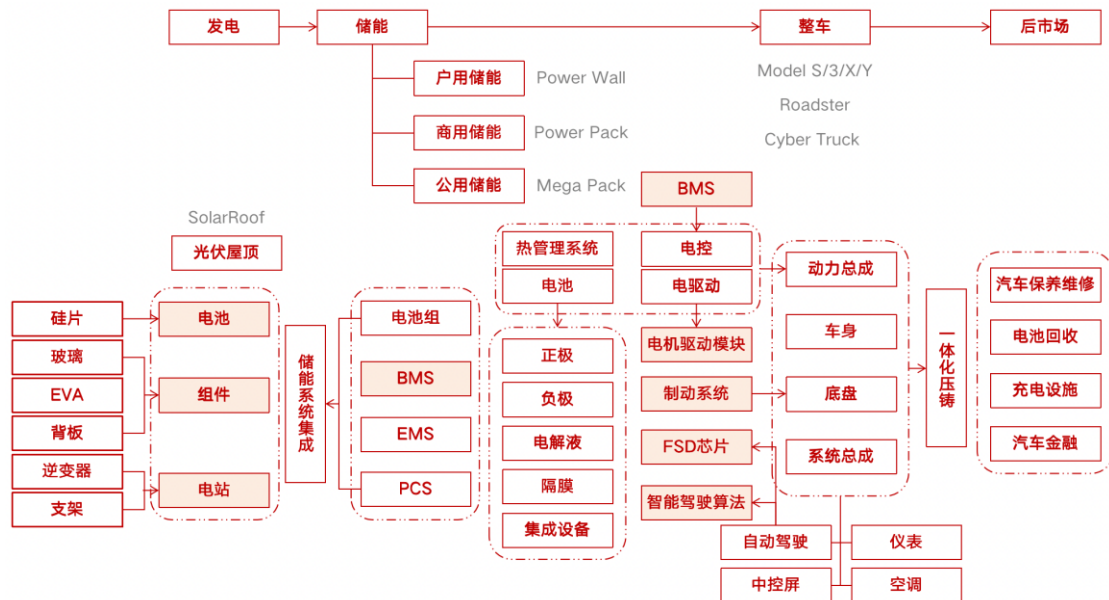 发电
储能
整车
后市场
户用储能
Power Wall
商用储能
Power Pack
公用储能
Mega Pack
Model S/3/X/Y
Roadster
Cyber Truck
BMS
SolarRoof
光伏屋顶
热管理系统
电控
电池
电驱动
动力总成
车身
底盘
系统总成
一体化压铸
汽车保养维修
电池回收
充电设施
汽车金融
硅片
玻璃
EVA
背板
逆变器
支架
电池
组件
电站
储能系统集成
电池组
BMS
EMS
PCS
正极
负极
电解液
隔膜
集成设备
电机驱动模块
制动系统
FSD芯片
智能驾驶算法
自动驾驶
仪表
中控屏
空调